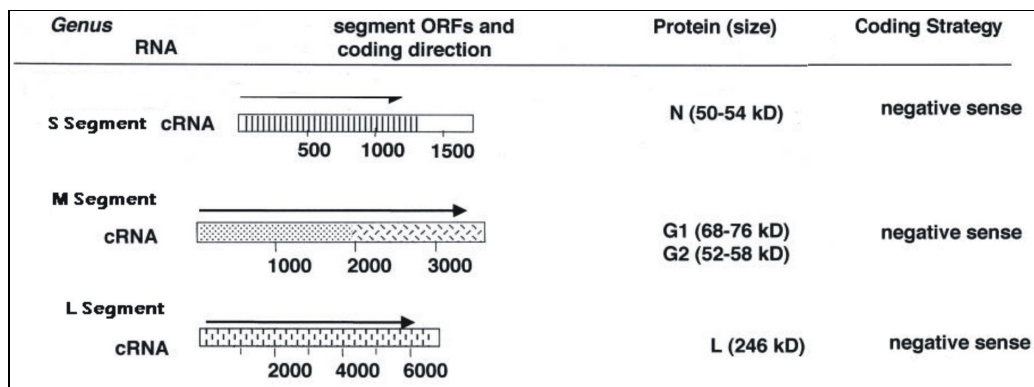 Genus
RNA
segment ORFs and
coding direction
Protein (size)
Coding Strategy
S Segment cRNA
500 1000 1500
N (50-54 kD)
negative sense
M Segment
cRNA
1000 2000 3000
G1 (68-76 kD)
G2 (52-58 kD)
negative sense
L Segment
cRNA
2000 4000 6000
L (246 kD)
negative sense